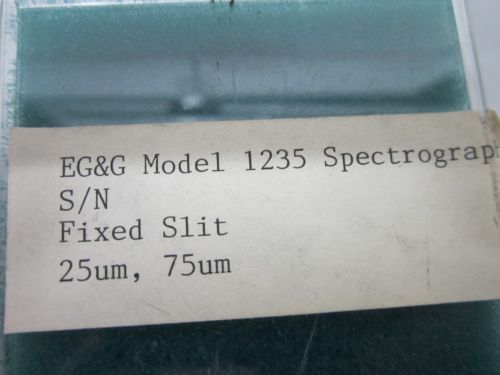 EG&G Model 1235 Spectrograp
S/N
Fixed Slit
25um, 75um